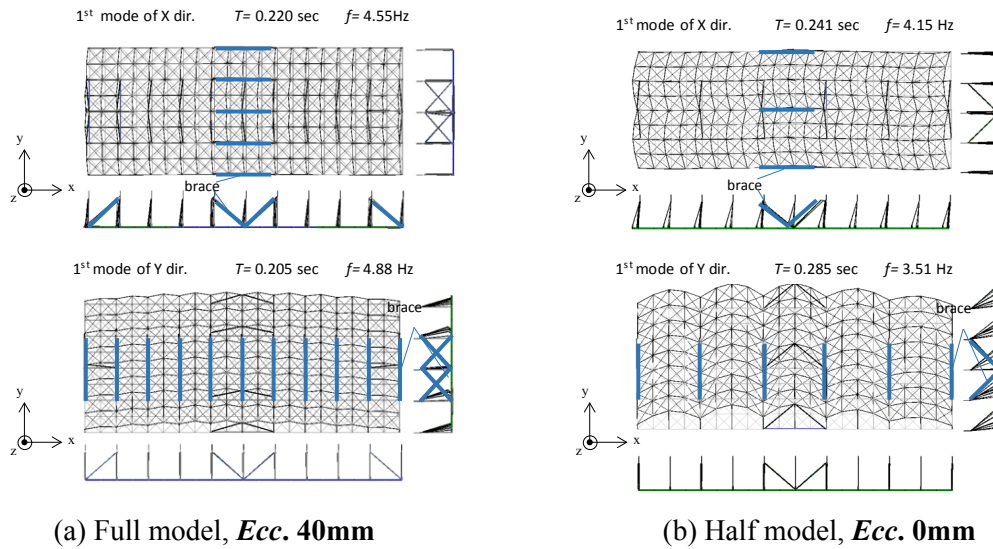 1st mode of X dir. T= 0.220 sec f= 4.55Hz
y
z x
brace
1st mode of Y dir. T= 0.205 sec f= 4.88 Hz
brace
y
z x
(a) Full model, Ecc. 40mm
1st mode of X dir. T= 0.241 sec f= 4.15 Hz
y
z x
brace
1st mode of Y dir. T= 0.285 sec f= 3.51 Hz
brace
y
z x
(b) Half model, Ecc. 0mm